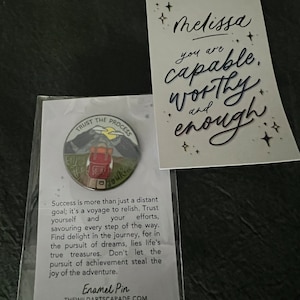 melissa
you are
capable,
worthy
and
enough
TRUST THE PROCESS
Success is more than just a distant
goal; it's a voyage to relish. Trust
yourself and your efforts,
savouring every step of the way.
Find delight in the journey, for in
the pursuit of dreams, lies life's
true treasures. Don't let the
pursuit of achievement steal the
joy of the adventure.
Enamel Pin
THEWILDARTSCAPADE.COM